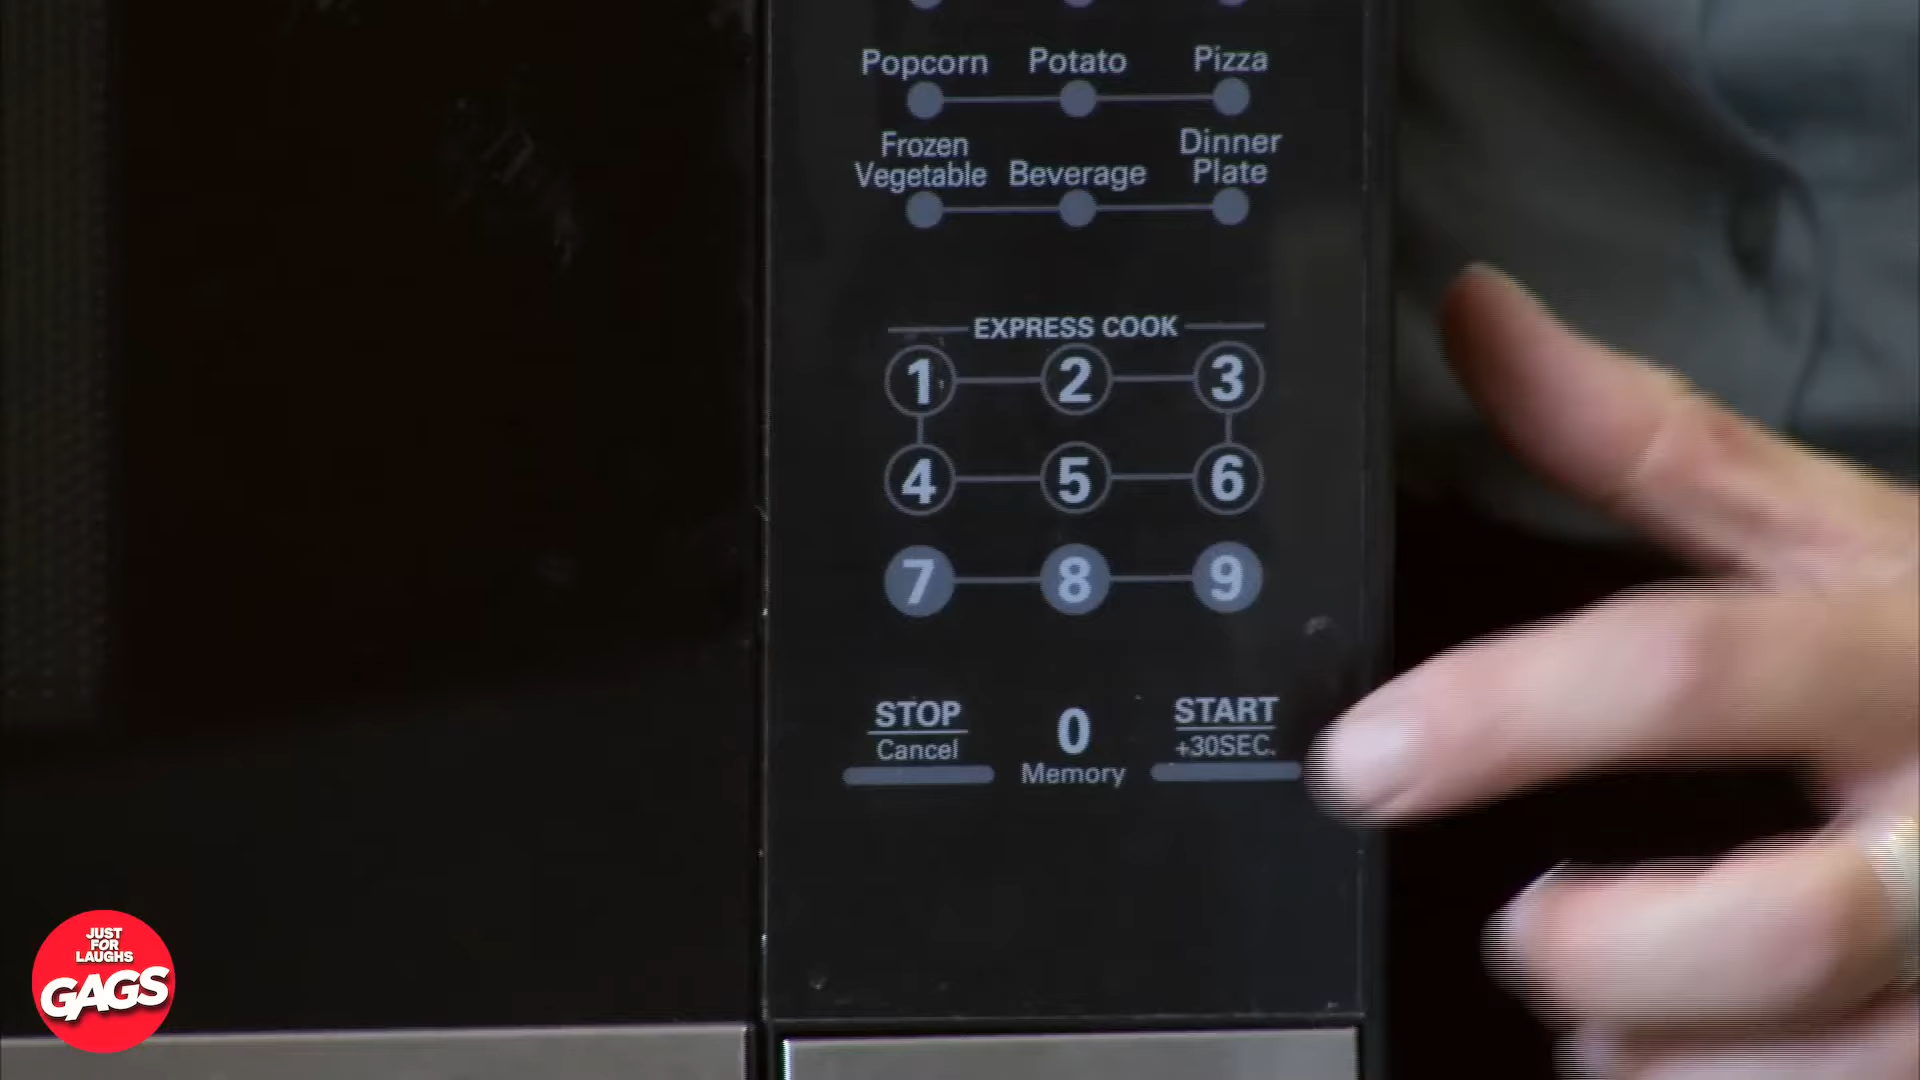 Popcorn Potato Pizza
Frozen Vegetable Beverage Dinner Plate
EXPRESS COOK
1 2 3
4 5 6
7 8 9
STOP 0 START
Cancel Memory +30SEC.
JUST
FOR
LAUGHS
GAGS